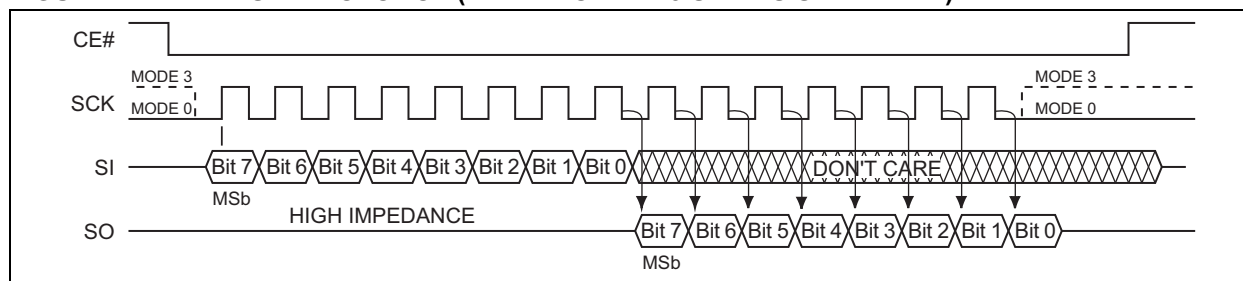 CE#
MODE 3 MODE 3
SCK MODE 0 MODE 0
SI Bit 7 Bit 6 Bit 5 Bit 4 Bit 3 Bit 2 Bit 1 Bit 0 DON'T CARE
MSb
HIGH IMPEDANCE
SO Bit 7 Bit 6 Bit 5 Bit 4 Bit 3 Bit 2 Bit 1 Bit 0
MSb